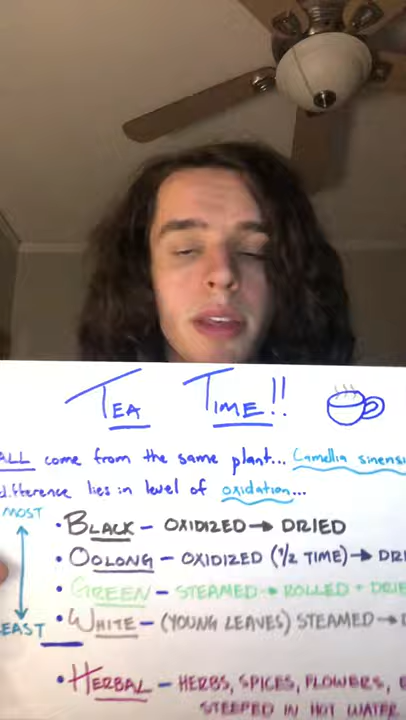 TEA TIME!!
ALL come from the same plant... Camellia sinensi
difference lies in level of oxidation...
MOST
• BLACK – OXIDIZED → DRIED
• OOLONG – OXIDIZED (1/2 TIME) → DRI
• GREEN – STEAMED → ROLLED + DRIE
• WHITE – (YOUNG LEAVES) STEAMED → D
EAST
• HERBAL – HERBS, SPICES, FLOWERS, E
STEEPED IN HOT WATER